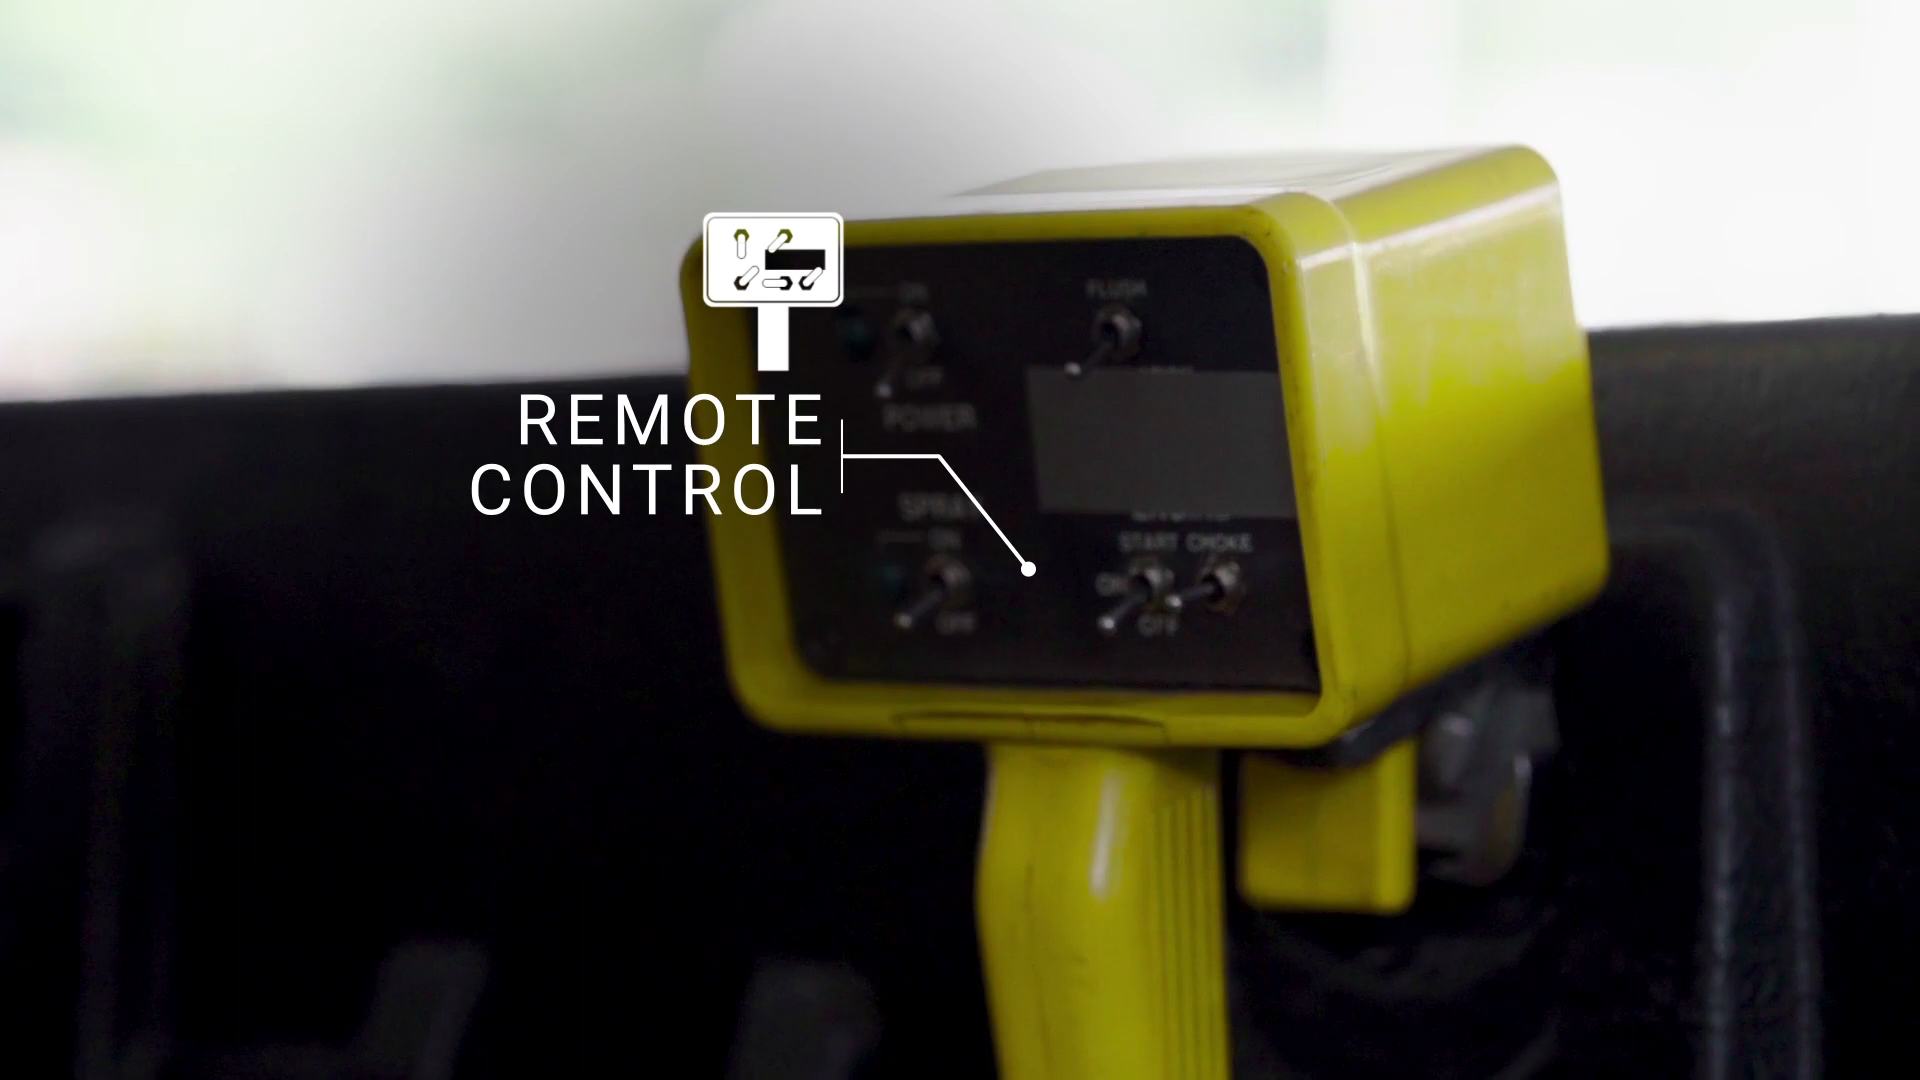 REMOTE
CONTROL
ON
FLUSH
OFF
POWER
SPRAY
ON
START CHOKE
ON
OFF
OFF